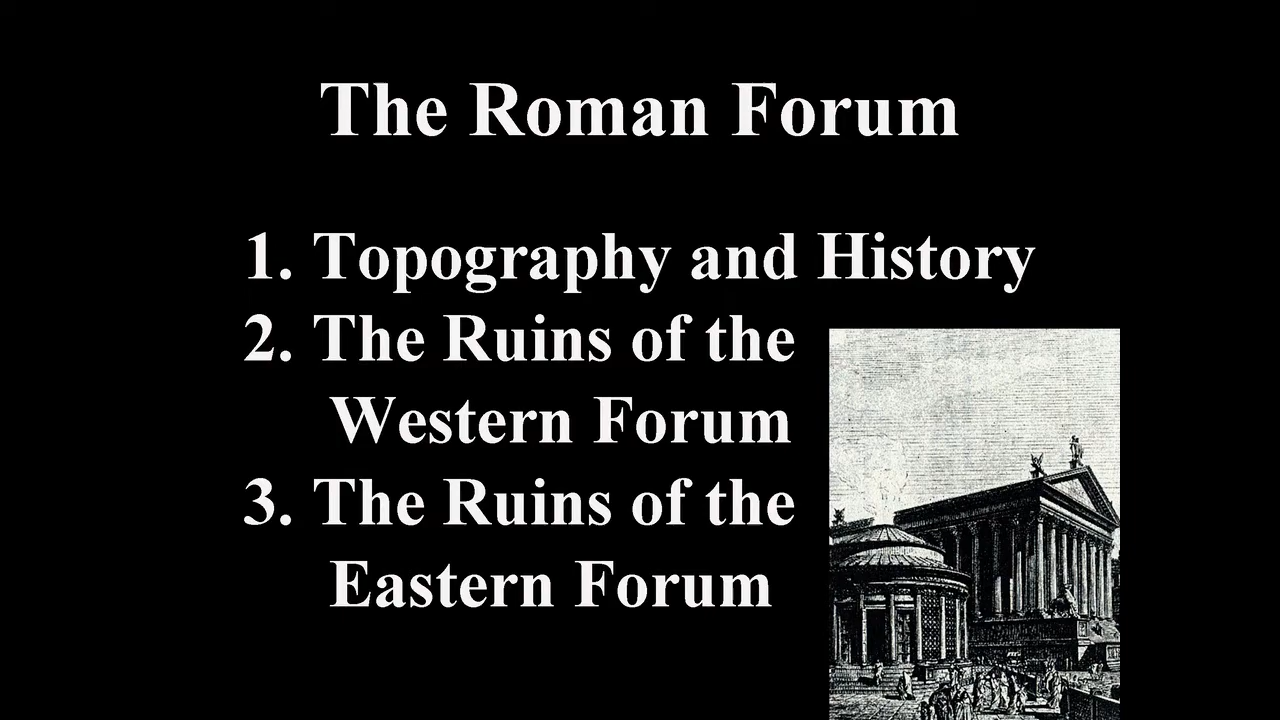 The Roman Forum
1. Topography and History
2. The Ruins of the
Western Forum
3. The Ruins of the
Eastern Forum